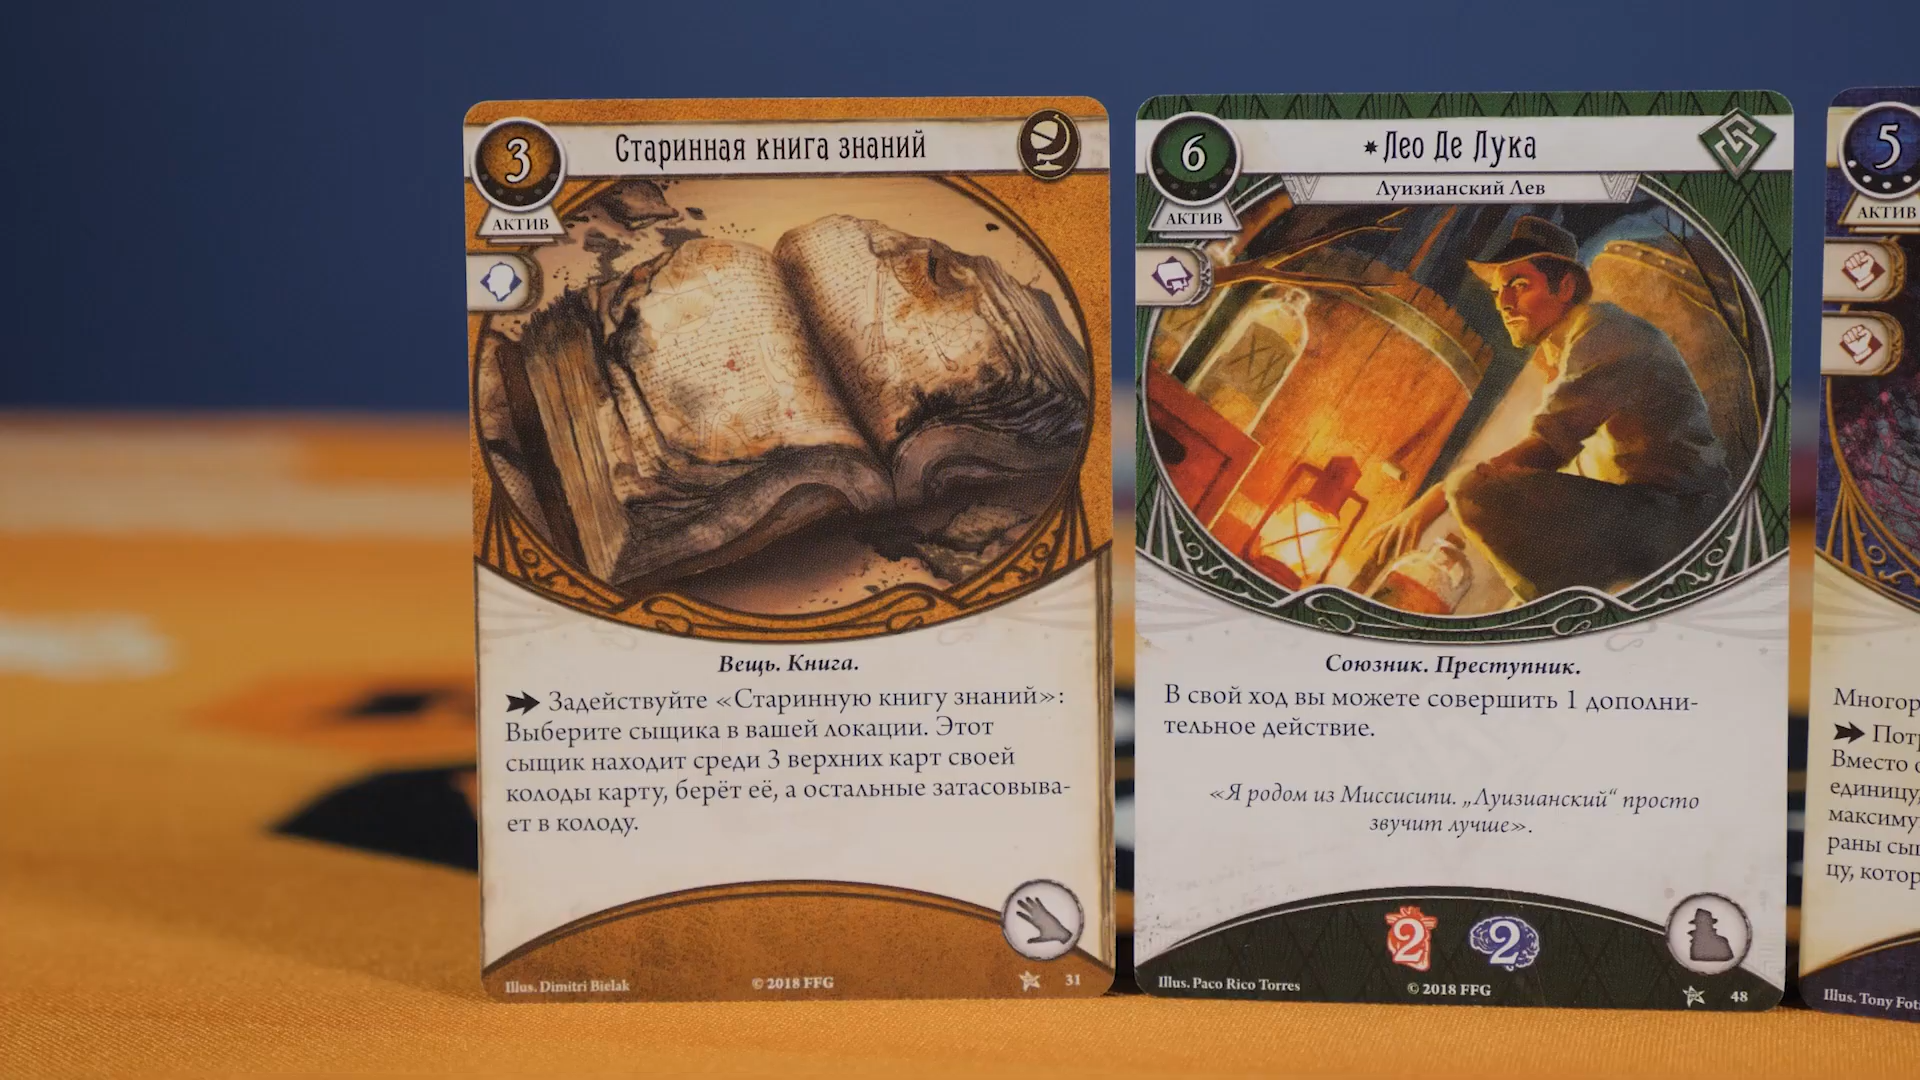 3
Старинная книга знаний
АКТИВ
Вещь. Книга.
Задействуйте «Старинную книгу знаний»:
Выберите сыщика в вашей локации. Этот
сыщик находит среди 3 верхних карт своей
колоды карту, берёт её, а остальные затасовыва-
ет в колоду.
Illus. Dimitri Bielak
© 2018 FFG
31
6
Лео Де Лука
Луизианский Лев
АКТИВ
Союзник. Преступник.
В свой ход вы можете совершить 1 дополни-
тельное действие.
«Я родом из Миссисипи. „Луизианский“ просто
звучит лучше».
2 2
Illus. Paco Rico Torres
© 2018 FFG
48
5
АКТИВ
Вместо
единицу,
раны
Illus. Tony